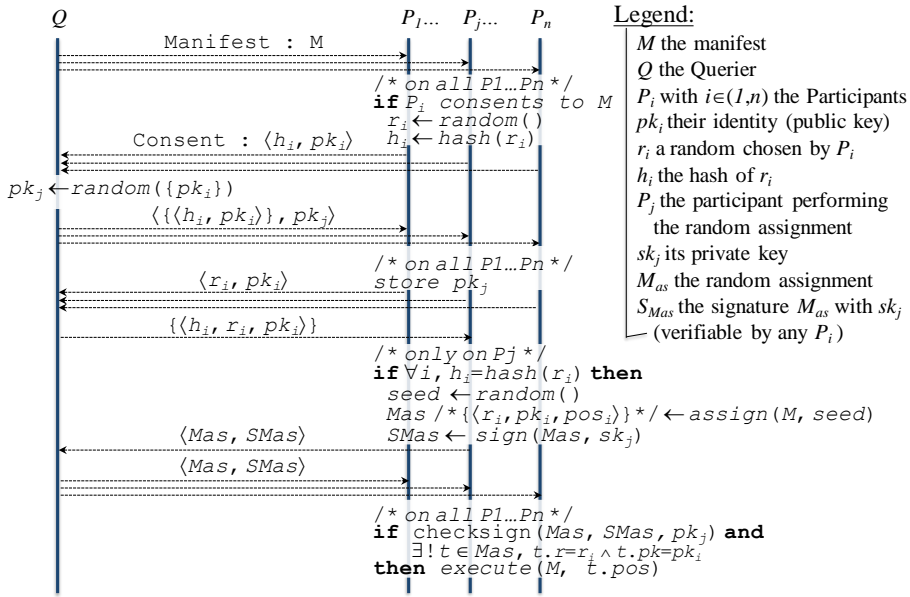 Q P1... Pj... Pn
Manifest : M
/* on all P1…Pn */
if Pi consents to M
ri ← random()
hi ← hash(ri)
Consent : ⟨hi, pki⟩
pkj ← random({pki})
⟨{⟨hi, pki⟩}, pkj⟩
/* on all P1…Pn */
store pkj
⟨ri, pki⟩
{⟨hi, ri, pki⟩}
/* only on Pj */
if ∀i, hi=hash(ri) then
seed ← random()
Mas /*{⟨ri, pki, posi⟩}*/ ← assign(M, seed)
SMas ← sign(Mas, skj)
⟨Mas, SMas⟩
⟨Mas, SMas⟩
/* on all P1…Pn */
if checksign(Mas, SMas, pkj) and
∃! t ∈ Mas, t.r=ri ∧ t.pk=pki
then execute(M, t.pos)
Legend:
M the manifest
Q the Querier
Pi with i∈(1,n) the Participants
pki their identity (public key)
ri a random chosen by Pi
hi the hash of ri
Pj the participant performing
the random assignment
skj its private key
Mas the random assignment
SMas the signature Mas with skj
(verifiable by any Pi )